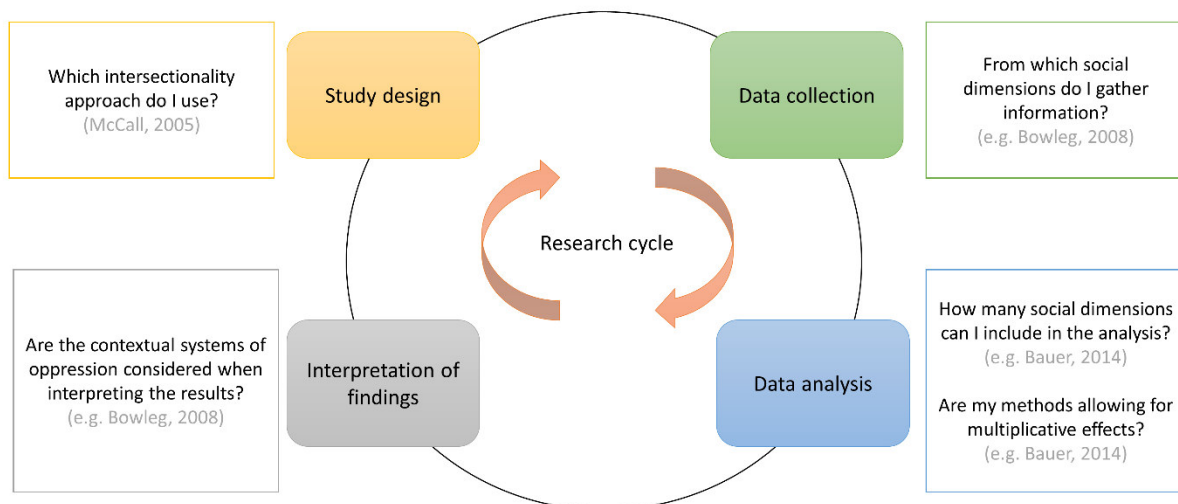 Which intersectionality
approach do I use?
(McCall, 2005)
Study design
Data collection
From which social
dimensions do I gather
information?
(e.g. Bowleg, 2008)
Research cycle
Are the contextual systems of
oppression considered when
interpreting the results?
(e.g. Bowleg, 2008)
Interpretation of
findings
Data analysis
How many social dimensions
can I include in the analysis?
(e.g. Bauer, 2014)
Are my methods allowing for
multiplicative effects?
(e.g. Bauer, 2014)